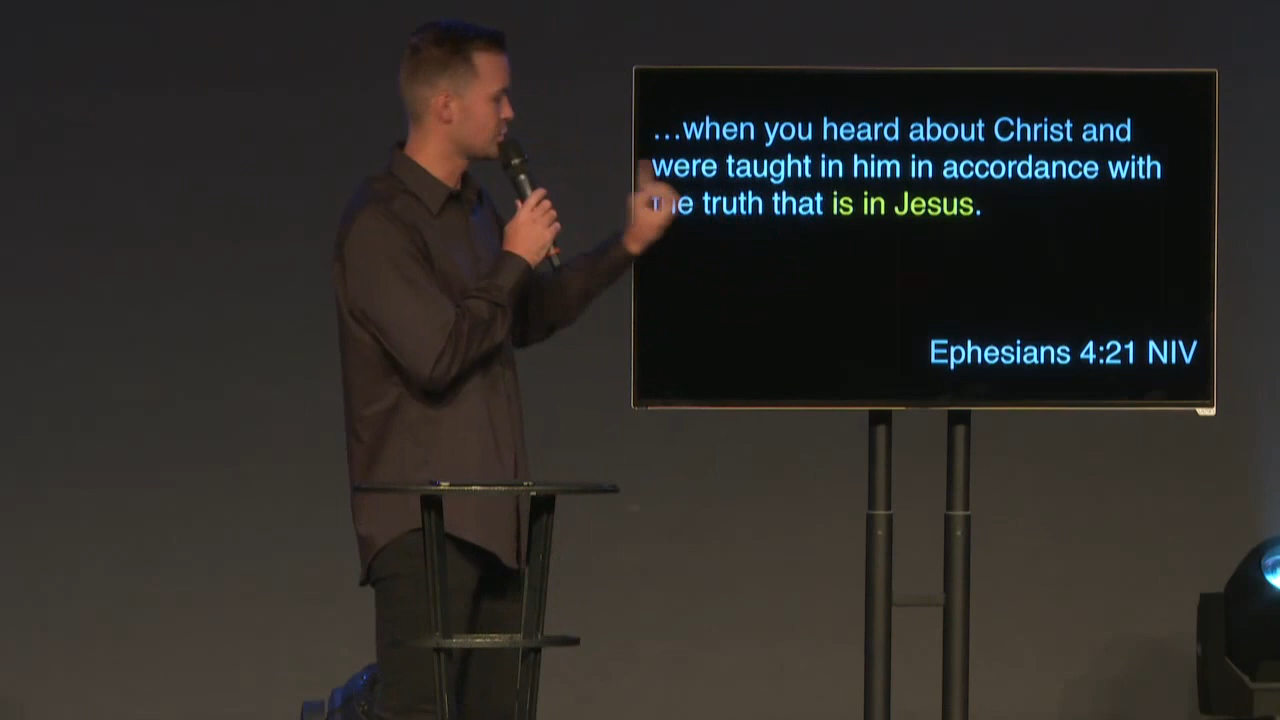 …when you heard about Christ and
were taught in him in accordance with
the truth that is in Jesus.
Ephesians 4:21 NIV